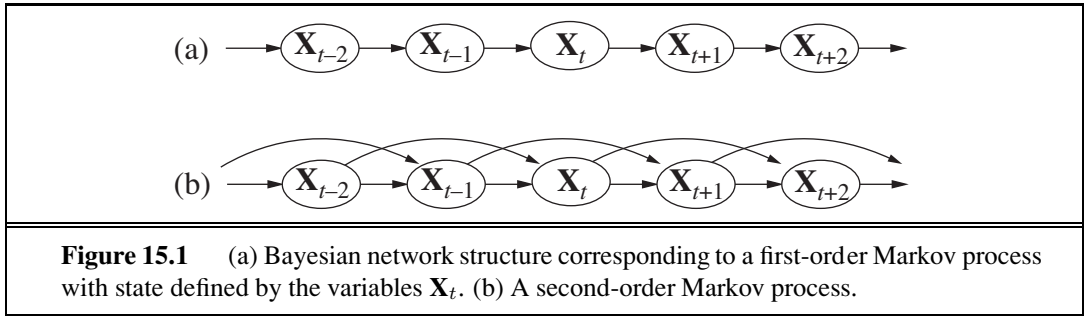 (a) X_{t–2} X_{t–1} X_t X_{t+1} X_{t+2}
(b) X_{t–2} X_{t–1} X_t X_{t+1} X_{t+2}
Figure 15.1 (a) Bayesian network structure corresponding to a first-order Markov process
with state defined by the variables X_t. (b) A second-order Markov process.